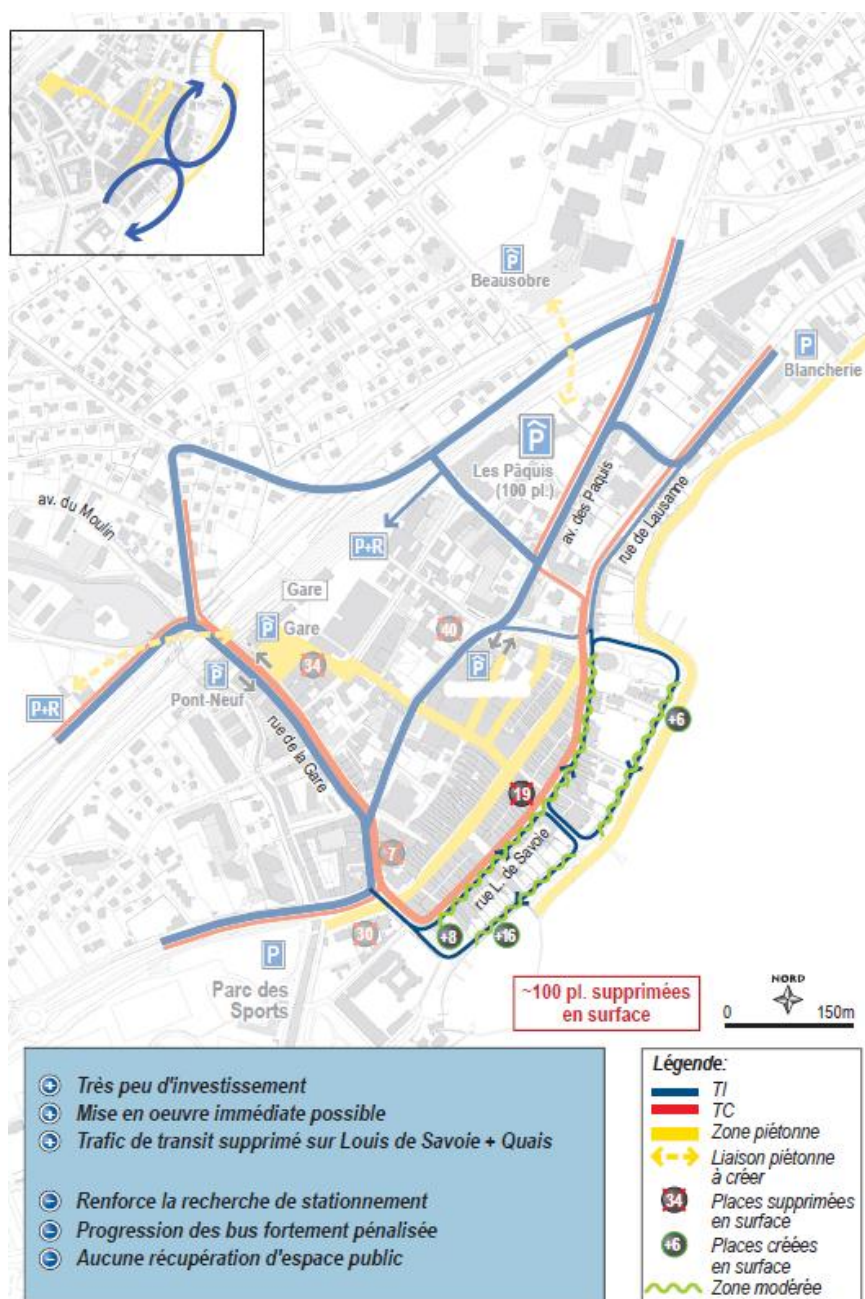 P
Beausobre
P
Blancherie
P
Les Pâquis
(100 pl.)
av. des Paquis
rue de Lausanne
av. du Moulin
P+R
Gare
P
Gare
40
34
P
P
Pont-Neuf
P+R
rue de la Gare
+6
19
7
rue L. de Savoie
30
+8
+16
P
Parc des
Sports
~100 pl. supprimées
en surface
NORD
0 150m
Très peu d'investissement
Mise en oeuvre immédiate possible
Trafic de transit supprimé sur Louis de Savoie + Quais
Renforce la recherche de stationnement
Progression des bus fortement pénalisée
Aucune récupération d'espace public
Légende:
TI
TC
Zone piétonne
Liaison piétonne
à créer
34 Places supprimées
en surface
+6 Places créées
en surface
Zone modérée